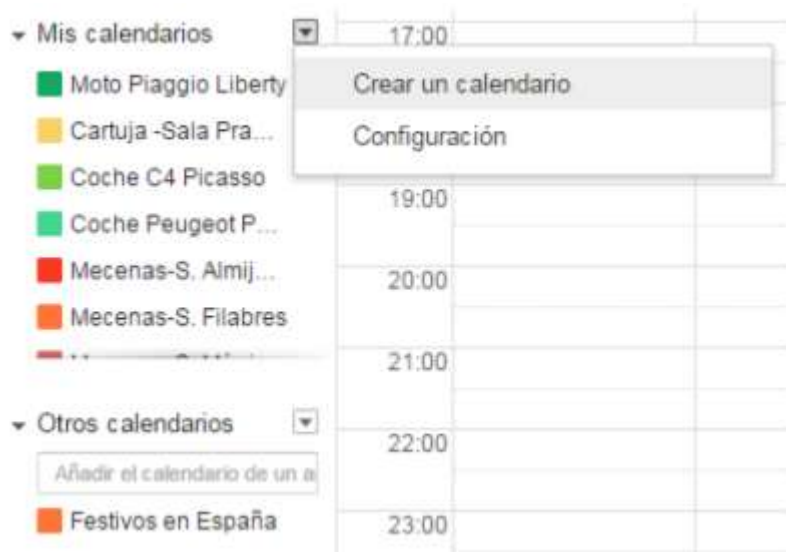 Mis calendarios
Moto Piaggio Liberty
Cartuja -Sala Pra...
Coche C4 Picasso
Coche Peugeot P...
Mecenas-S. Almij...
Mecenas-S. Filabres
Otros calendarios
Añadir el calendario de un a
Festivos en España
Crear un calendario
Configuración
17:00
19:00
20:00
21:00
22:00
23:00